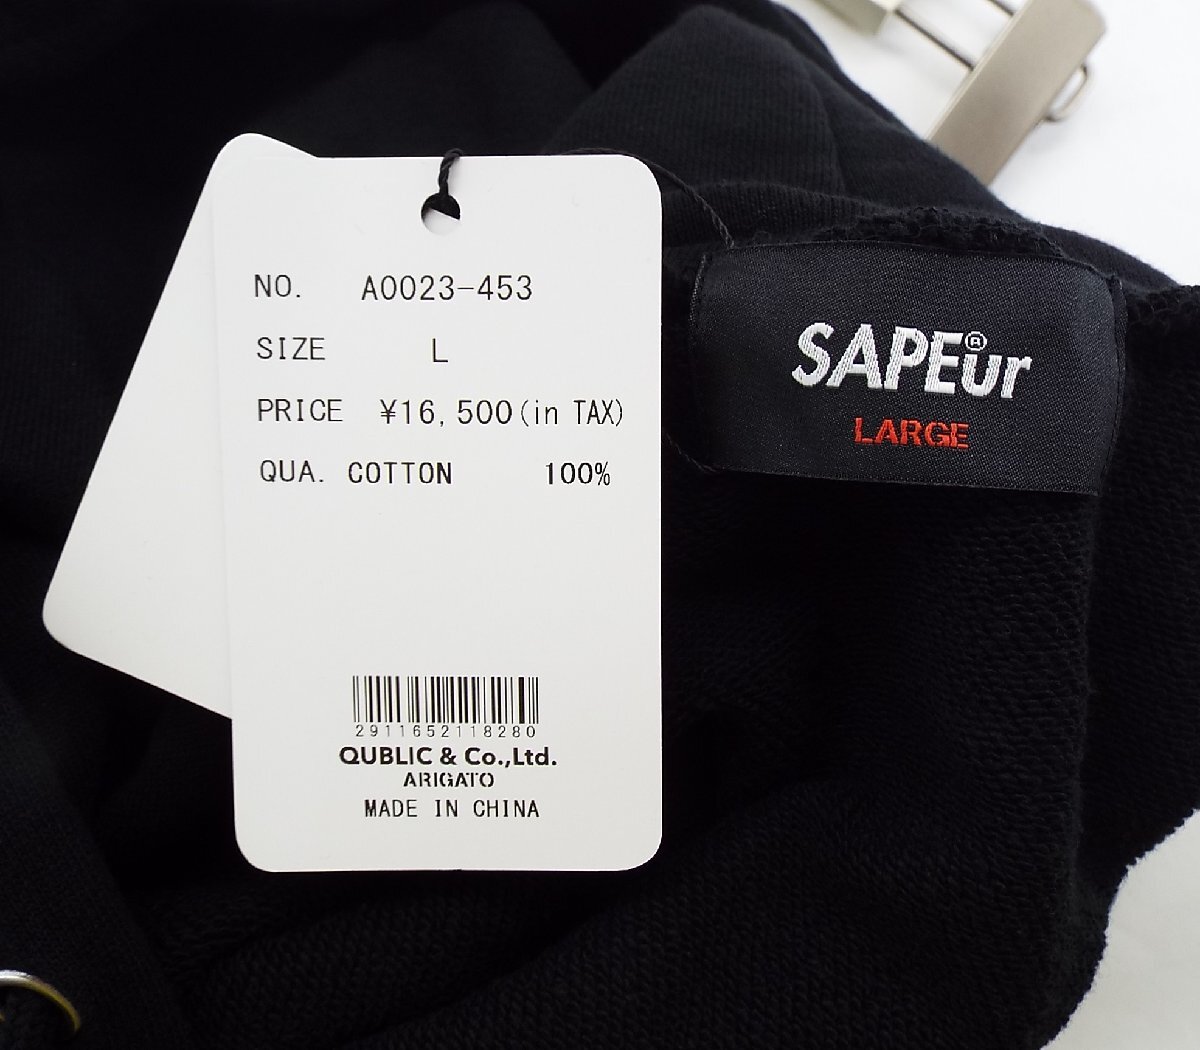 NO. A0023-453
SIZE L
PRICE ¥16,500(in TAX)
QUA. COTTON 100%
2911652118280
QUBLIC & Co.,Ltd.
ARIGATO
MADE IN CHINA
SAPEur®
LARGE